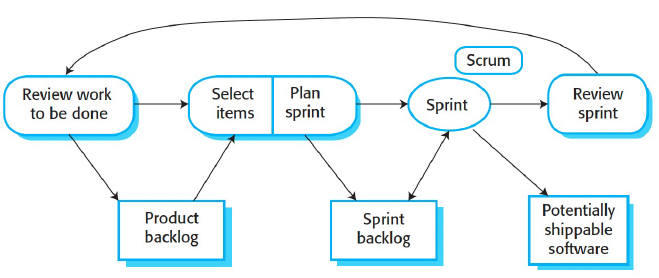 Scrum
Review work
to be done
Select
items
Plan
sprint
Sprint
Review
sprint
Product
backlog
Sprint
backlog
Potentially
shippable
software